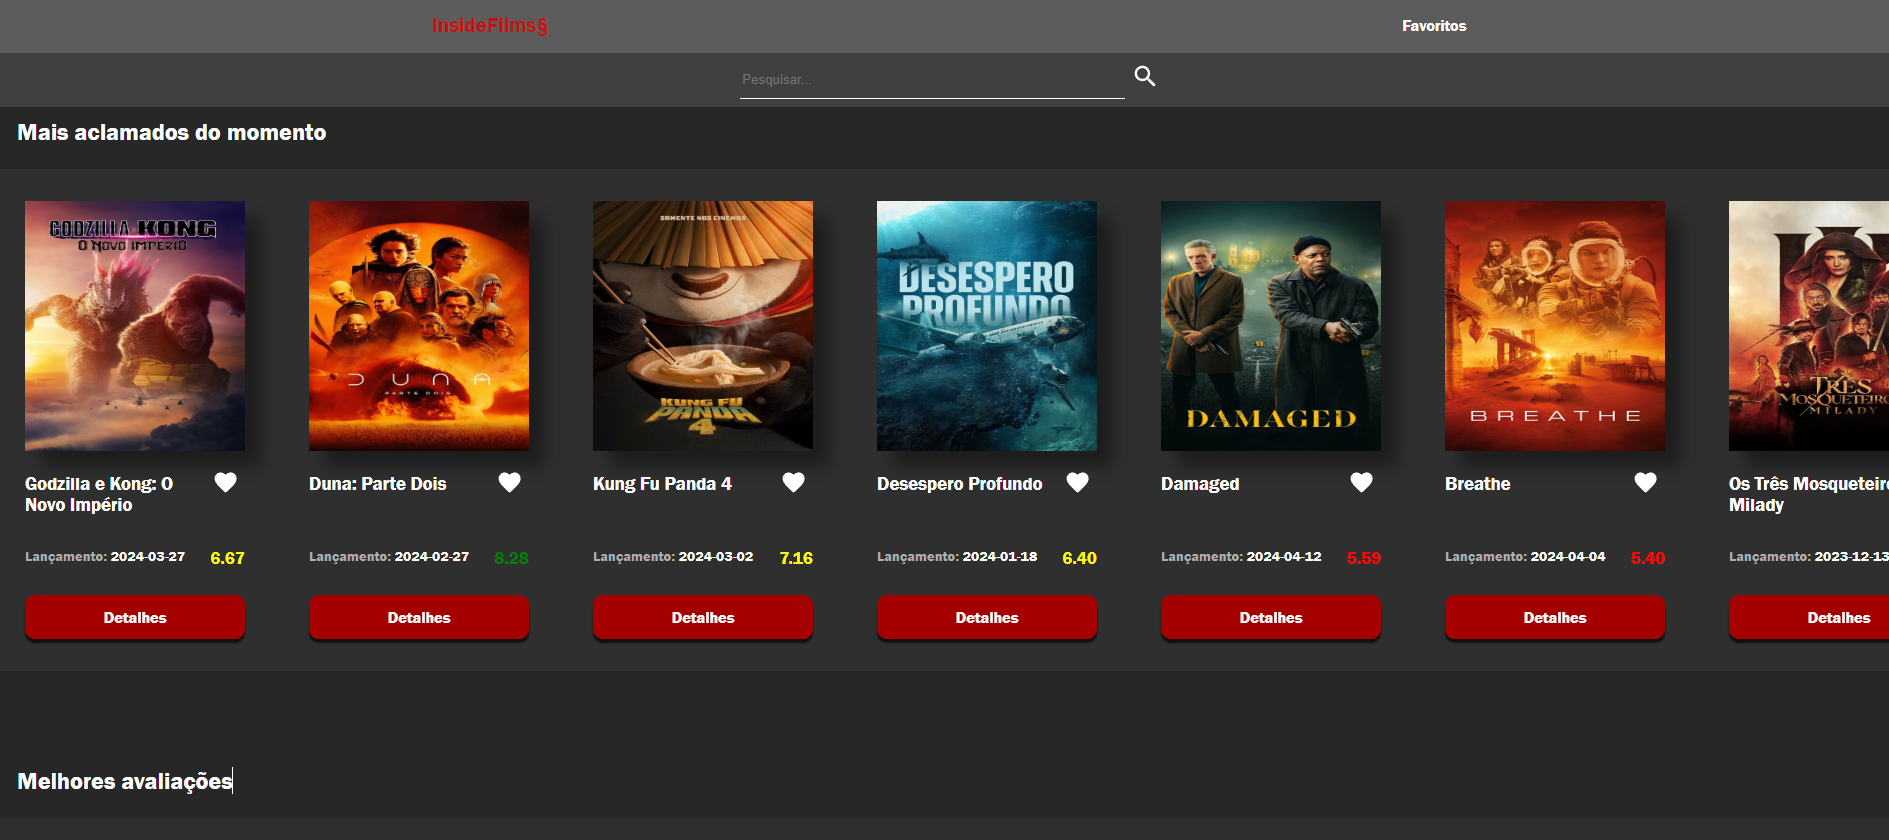 InsideFilms§
Favoritos
Pesquisar...
Mais aclamados do momento
GODZILLA E KONG
O NOVO IMPÉRIO
DUNA
PARTE DOIS
SOMENTE NOS CINEMAS
KUNG FU
PANDA
4
DESESPERO
PROFUNDO
DAMAGED
BREATHE
TRÊS
MOSQUETEIRO
MILADY
Godzilla e Kong: O
Novo Império
Duna: Parte Dois
Kung Fu Panda 4
Desespero Profundo
Damaged
Breathe
Os Três Mosqueteiro
Milady
Lançamento: 2024-03-27 6.67
Lançamento: 2024-02-27 8.28
Lançamento: 2024-03-02 7.16
Lançamento: 2024-01-18 6.40
Lançamento: 2024-04-12 5.59
Lançamento: 2024-04-04 5.40
Lançamento: 2023-12-13
Detalhes
Detalhes
Detalhes
Detalhes
Detalhes
Detalhes
Detalhes
Melhores avaliações